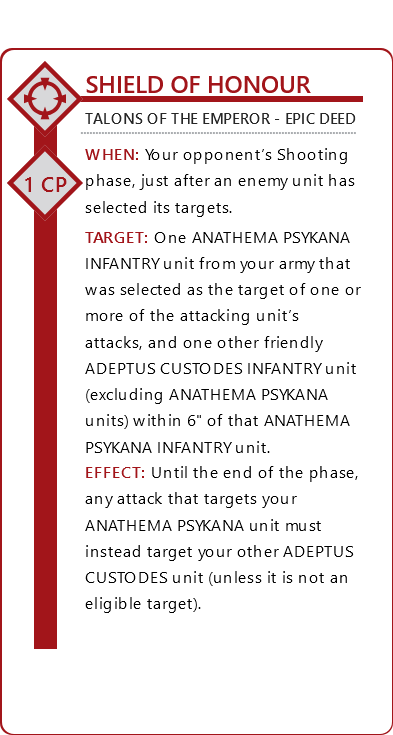 SHIELD OF HONOUR
TALONS OF THE EMPEROR - EPIC DEED
WHEN: Your opponent's Shooting
1 CP
phase, just after an enemy unit has
selected its targets.
TARGET: One ANATHEMA PSYKANA
INFANTRY unit from your army that
was selected as the target of one or
more of the attacking unit's
attacks, and one other friendly
ADEPTUS CUSTODES INFANTRY unit
(excluding ANATHEMA PSYKANA
units) within 6" of that ANATHEMA
PSYKANA INFANTRY unit.
EFFECT: Until the end of the phase,
any attack that targets your
ANATHEMA PSYKANA unit must
instead target your other ADEPTUS
CUSTODES unit (unless it is not an
eligible target).